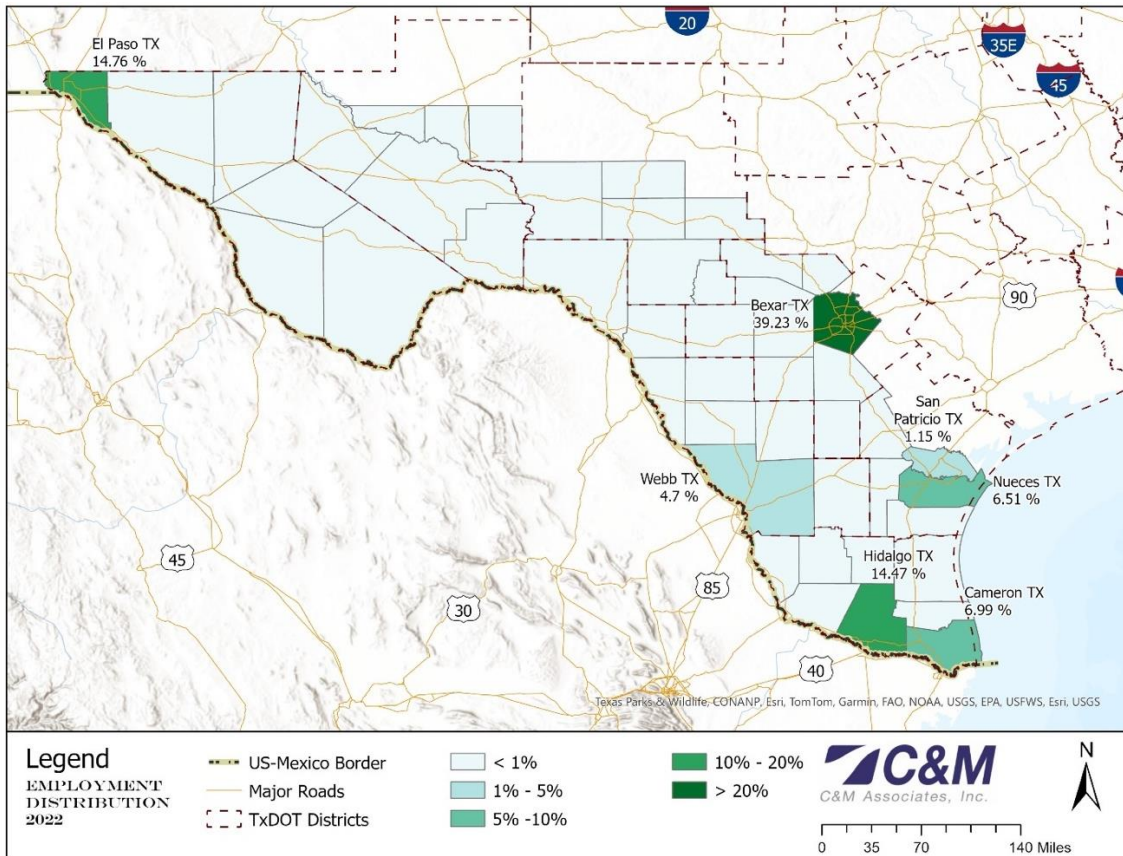 20
35E
45
El Paso TX
14.76 %
90
Bexar TX
39.23 %
San
Patricio TX
1.15 %
Webb TX
4.7 %
Nueces TX
6.51 %
45
30
85
Hidalgo TX
14.47 %
Cameron TX
6.99 %
40
Texas Parks & Wildlife, CONANP, Esri, TomTom, Garmin, FAO, NOAA, USGS, EPA, USFWS, Esri, USGS
Legend
EMPLOYMENT
DISTRIBUTION
2022
US-Mexico Border
Major Roads
TxDOT Districts
< 1%
1% - 5%
5% -10%
10% - 20%
> 20%
C&M
C&M Associates, Inc.
N
0 35 70 140 Miles